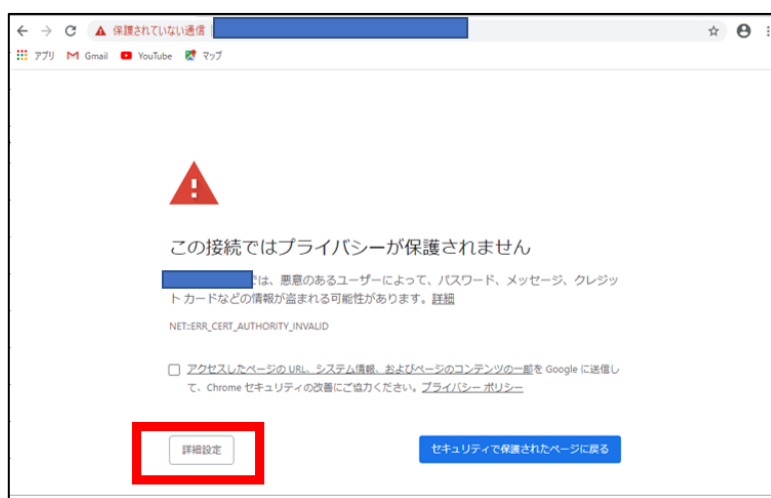 保護されていない通信
アプリ Gmail YouTube マップ
この接続ではプライバシーが保護されません
では、悪意のあるユーザーによって、パスワード、メッセージ、クレジッ
ト カードなどの情報が盗まれる可能性があります。詳細
NET::ERR_CERT_AUTHORITY_INVALID
アクセスしたページの URL、システム情報、およびページのコンテンツの一部を Google に送信し
て、Chrome セキュリティの改善にご協力ください。プライバシー ポリシー
詳細設定 セキュリティで保護されたページに戻る